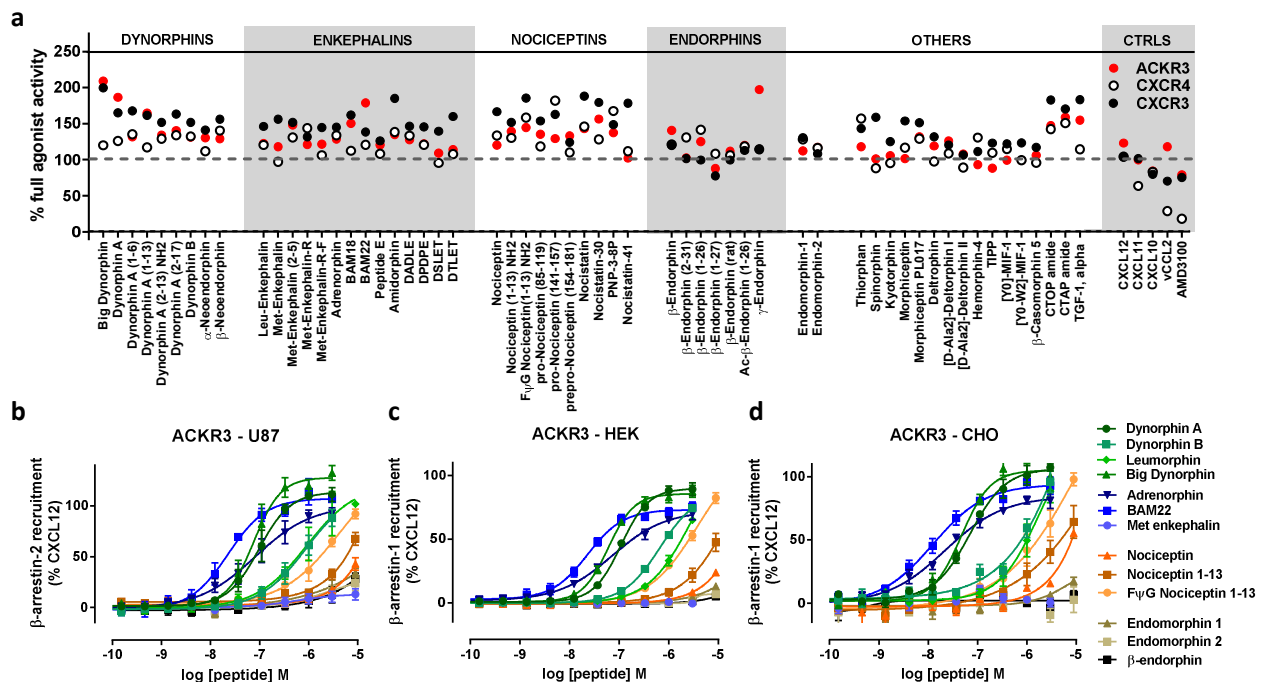 a
DYNORPHINS
ENKEPHALINS
NOCICEPTINS
ENDORPHINS
OTHERS
CTRLS
% full agonist activity
250
200
150
100
50
0
ACKR3
CXCR4
CXCR3
Big Dynorphin
Dynorphin A
Dynorphin A (1-6)
Dynorphin A (1-13)
Dynorphin A (2-13) NH2
Dynorphin A (2-17)
Dynorphin B
α-Neoendorphin
β-Neoendorphin
Leu-Enkephalin
Met-Enkephalin
Met-Enkephalin (2-5)
Met-Enkephalin-R
Met-Enkephalin-R-F
Adrenorphin
BAM18
BAM22
Peptide E
Amidorphin
DADLE
DPDPE
DSLET
DTLET
Nociceptin
Nociceptin (1-13) NH2
FψG Nociceptin (1-13) NH2
pro-Nociceptin (85-119)
pro-Nociceptin (141-157)
prepro-Nociceptin (154-181)
Nocistatin
Nocistatin-30
PNP-3-8P
Nocistatin-41
β-Endorphin
β-Endorphin (2-31)
β-Endorphin (1-26)
β-Endorphin (1-27)
β-Endorphin (rat)
Ac-β-Endorphin (1-26)
γ-Endorphin
Endomorphin-1
Endomorphin-2
Thiorphan
Spinorphin
Kyotorphin
Morphiceptin
Morphiceptin PL017
Deltrophin
[D-Ala2]-Deltorphin I
[D-Ala2]-Deltorphin II
Hemorphin-4
TIPP
[Y0]-MIF-1
[Y0-W2]-MIF-1
β-Casomorphin 5
CTOP amide
CTAP amide
TGF-1, alpha
CXCL12
CXCL11
CXCL10
vCCL2
AMD3100
b
ACKR3 - U87
β-arrestin-2 recruitment
(% CXCL12)
100
50
0
-10 -9 -8 -7 -6 -5
log [peptide] M
c
ACKR3 - HEK
β-arrestin-1 recruitment
(% CXCL12)
100
50
0
-10 -9 -8 -7 -6 -5
log [peptide] M
d
ACKR3 - CHO
β-arrestin-1 recruitment
(% CXCL12)
100
50
0
-10 -9 -8 -7 -6 -5
log [peptide] M
Dynorphin A
Dynorphin B
Leumorphin
Big Dynorphin
Adrenorphin
BAM22
Met enkephalin
Nociceptin
Nociceptin 1-13
FψG Nociceptin 1-13
Endomorphin 1
Endomorphin 2
β-endorphin